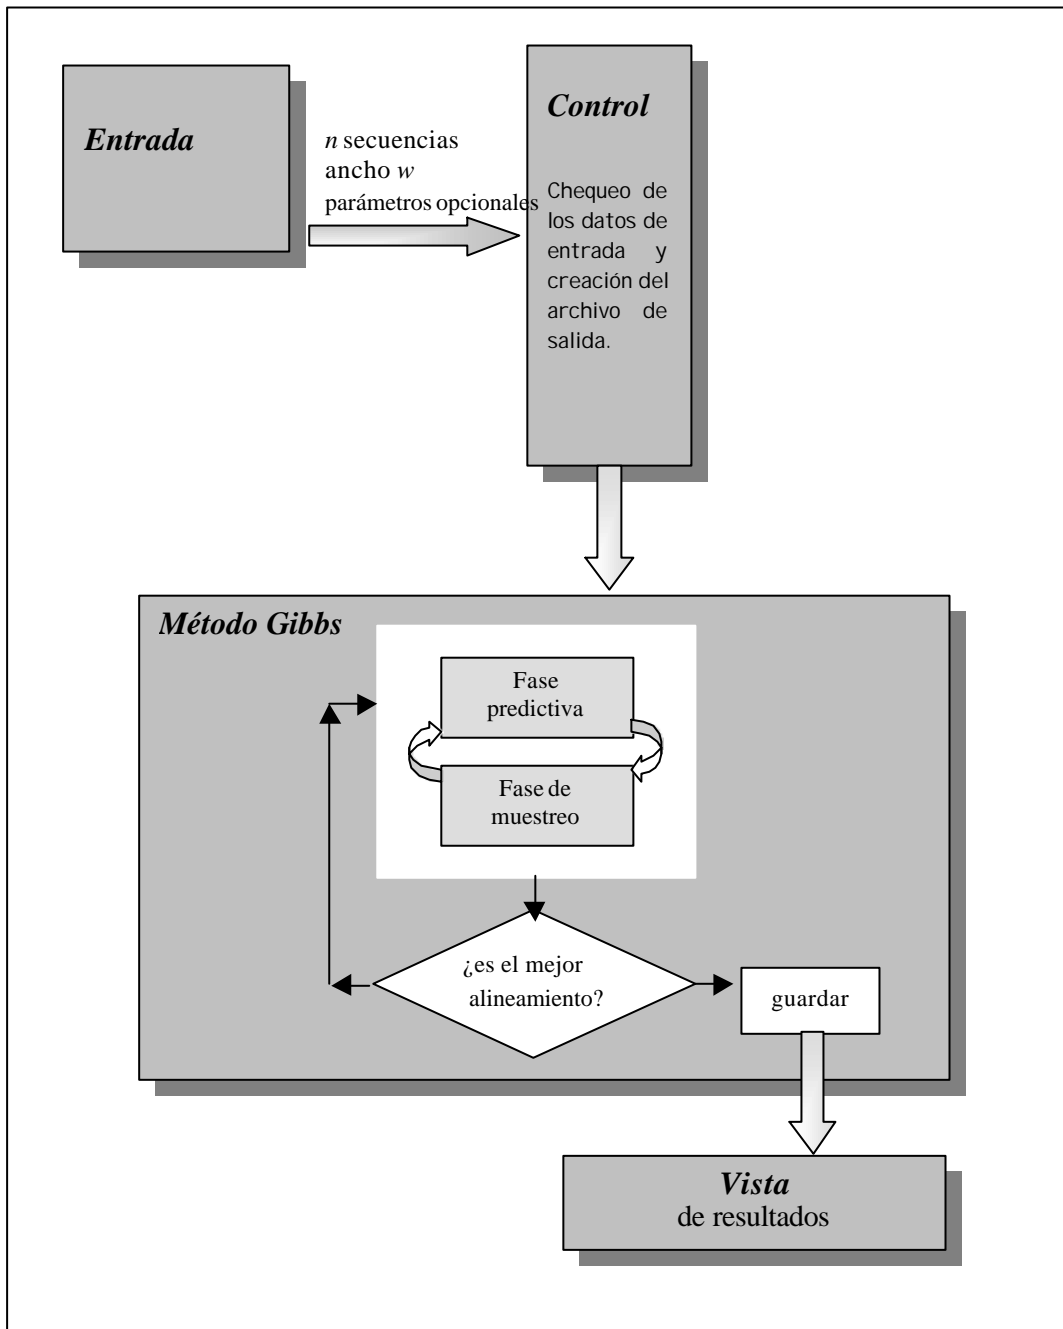 Entrada
n secuencias
ancho w
parámetros opcionales
Control
Chequeo de
los datos de
entrada y
creación del
archivo de
salida.
Método Gibbs
Fase
predictiva
Fase de
muestreo
¿es el mejor
alineamiento?
guardar
Vista
de resultados